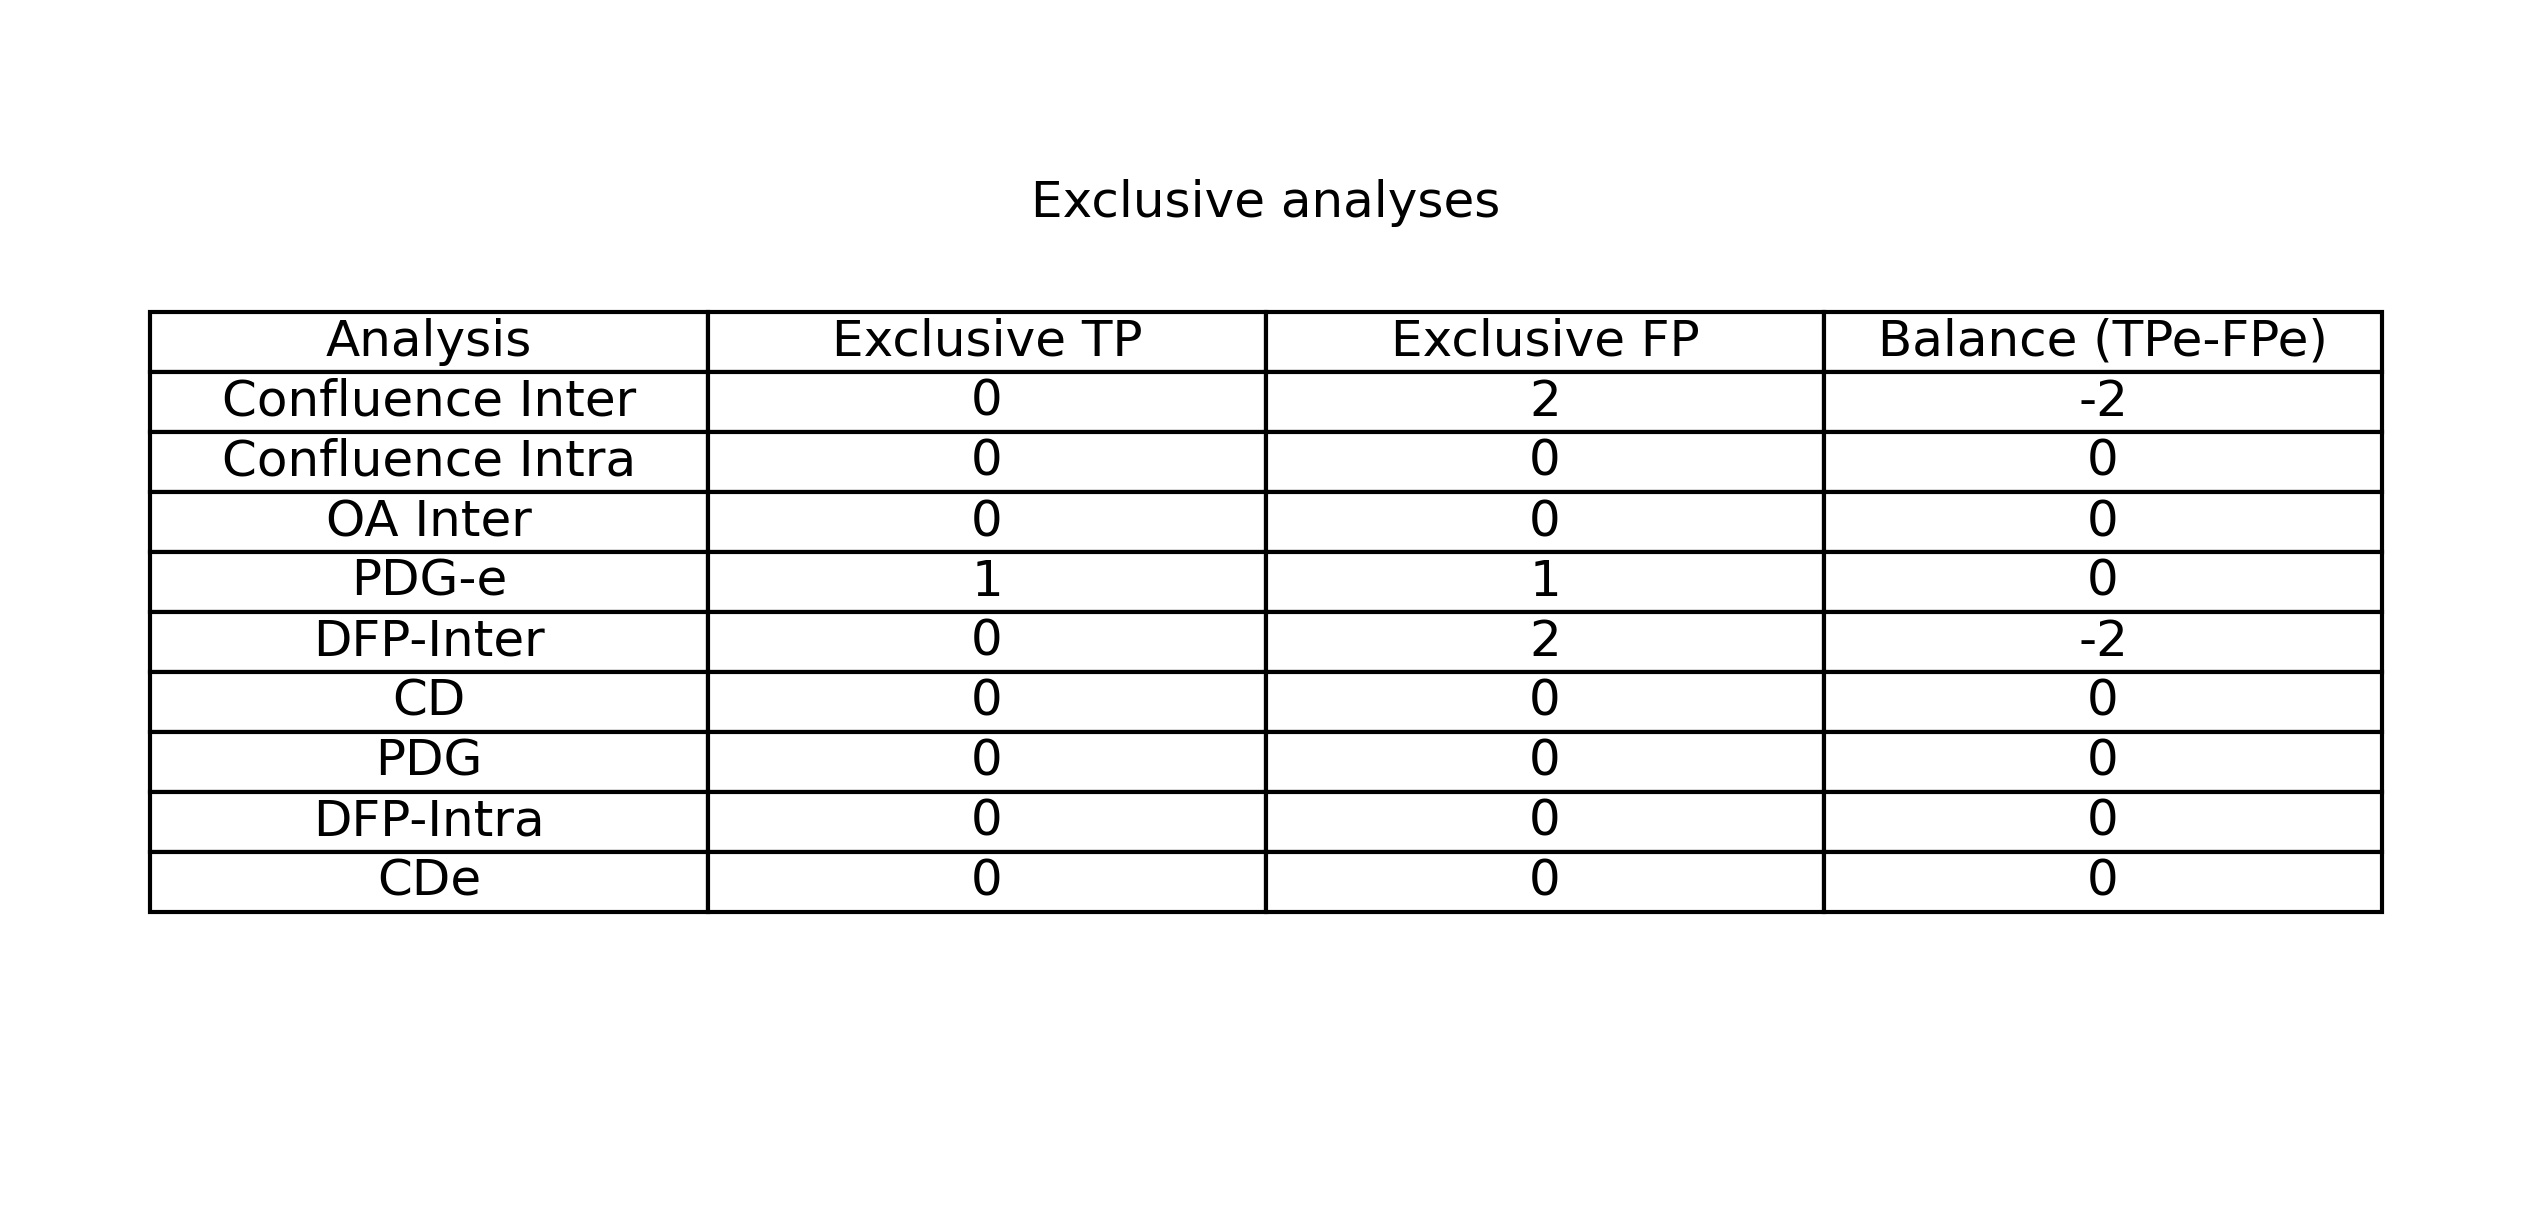 Exclusive analyses
Analysis Exclusive TP Exclusive FP Balance (TPe-FPe)
Confluence Inter 0 2 -2
Confluence Intra 0 0 0
OA Inter 0 0 0
PDG-e 1 1 0
DFP-Inter 0 2 -2
CD 0 0 0
PDG 0 0 0
DFP-Intra 0 0 0
CDe 0 0 0